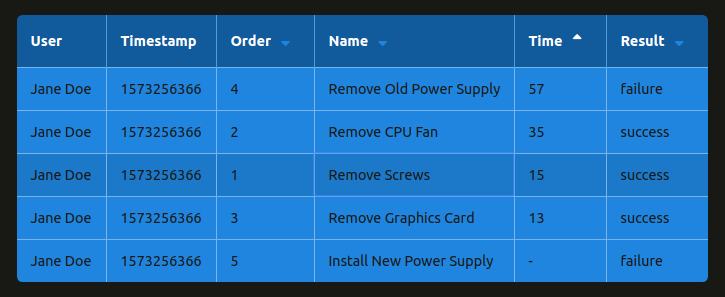 User Timestamp Order Name Time Result
Jane Doe 1573256366 4 Remove Old Power Supply 57 failure
Jane Doe 1573256366 2 Remove CPU Fan 35 success
Jane Doe 1573256366 1 Remove Screws 15 success
Jane Doe 1573256366 3 Remove Graphics Card 13 success
Jane Doe 1573256366 5 Install New Power Supply - failure